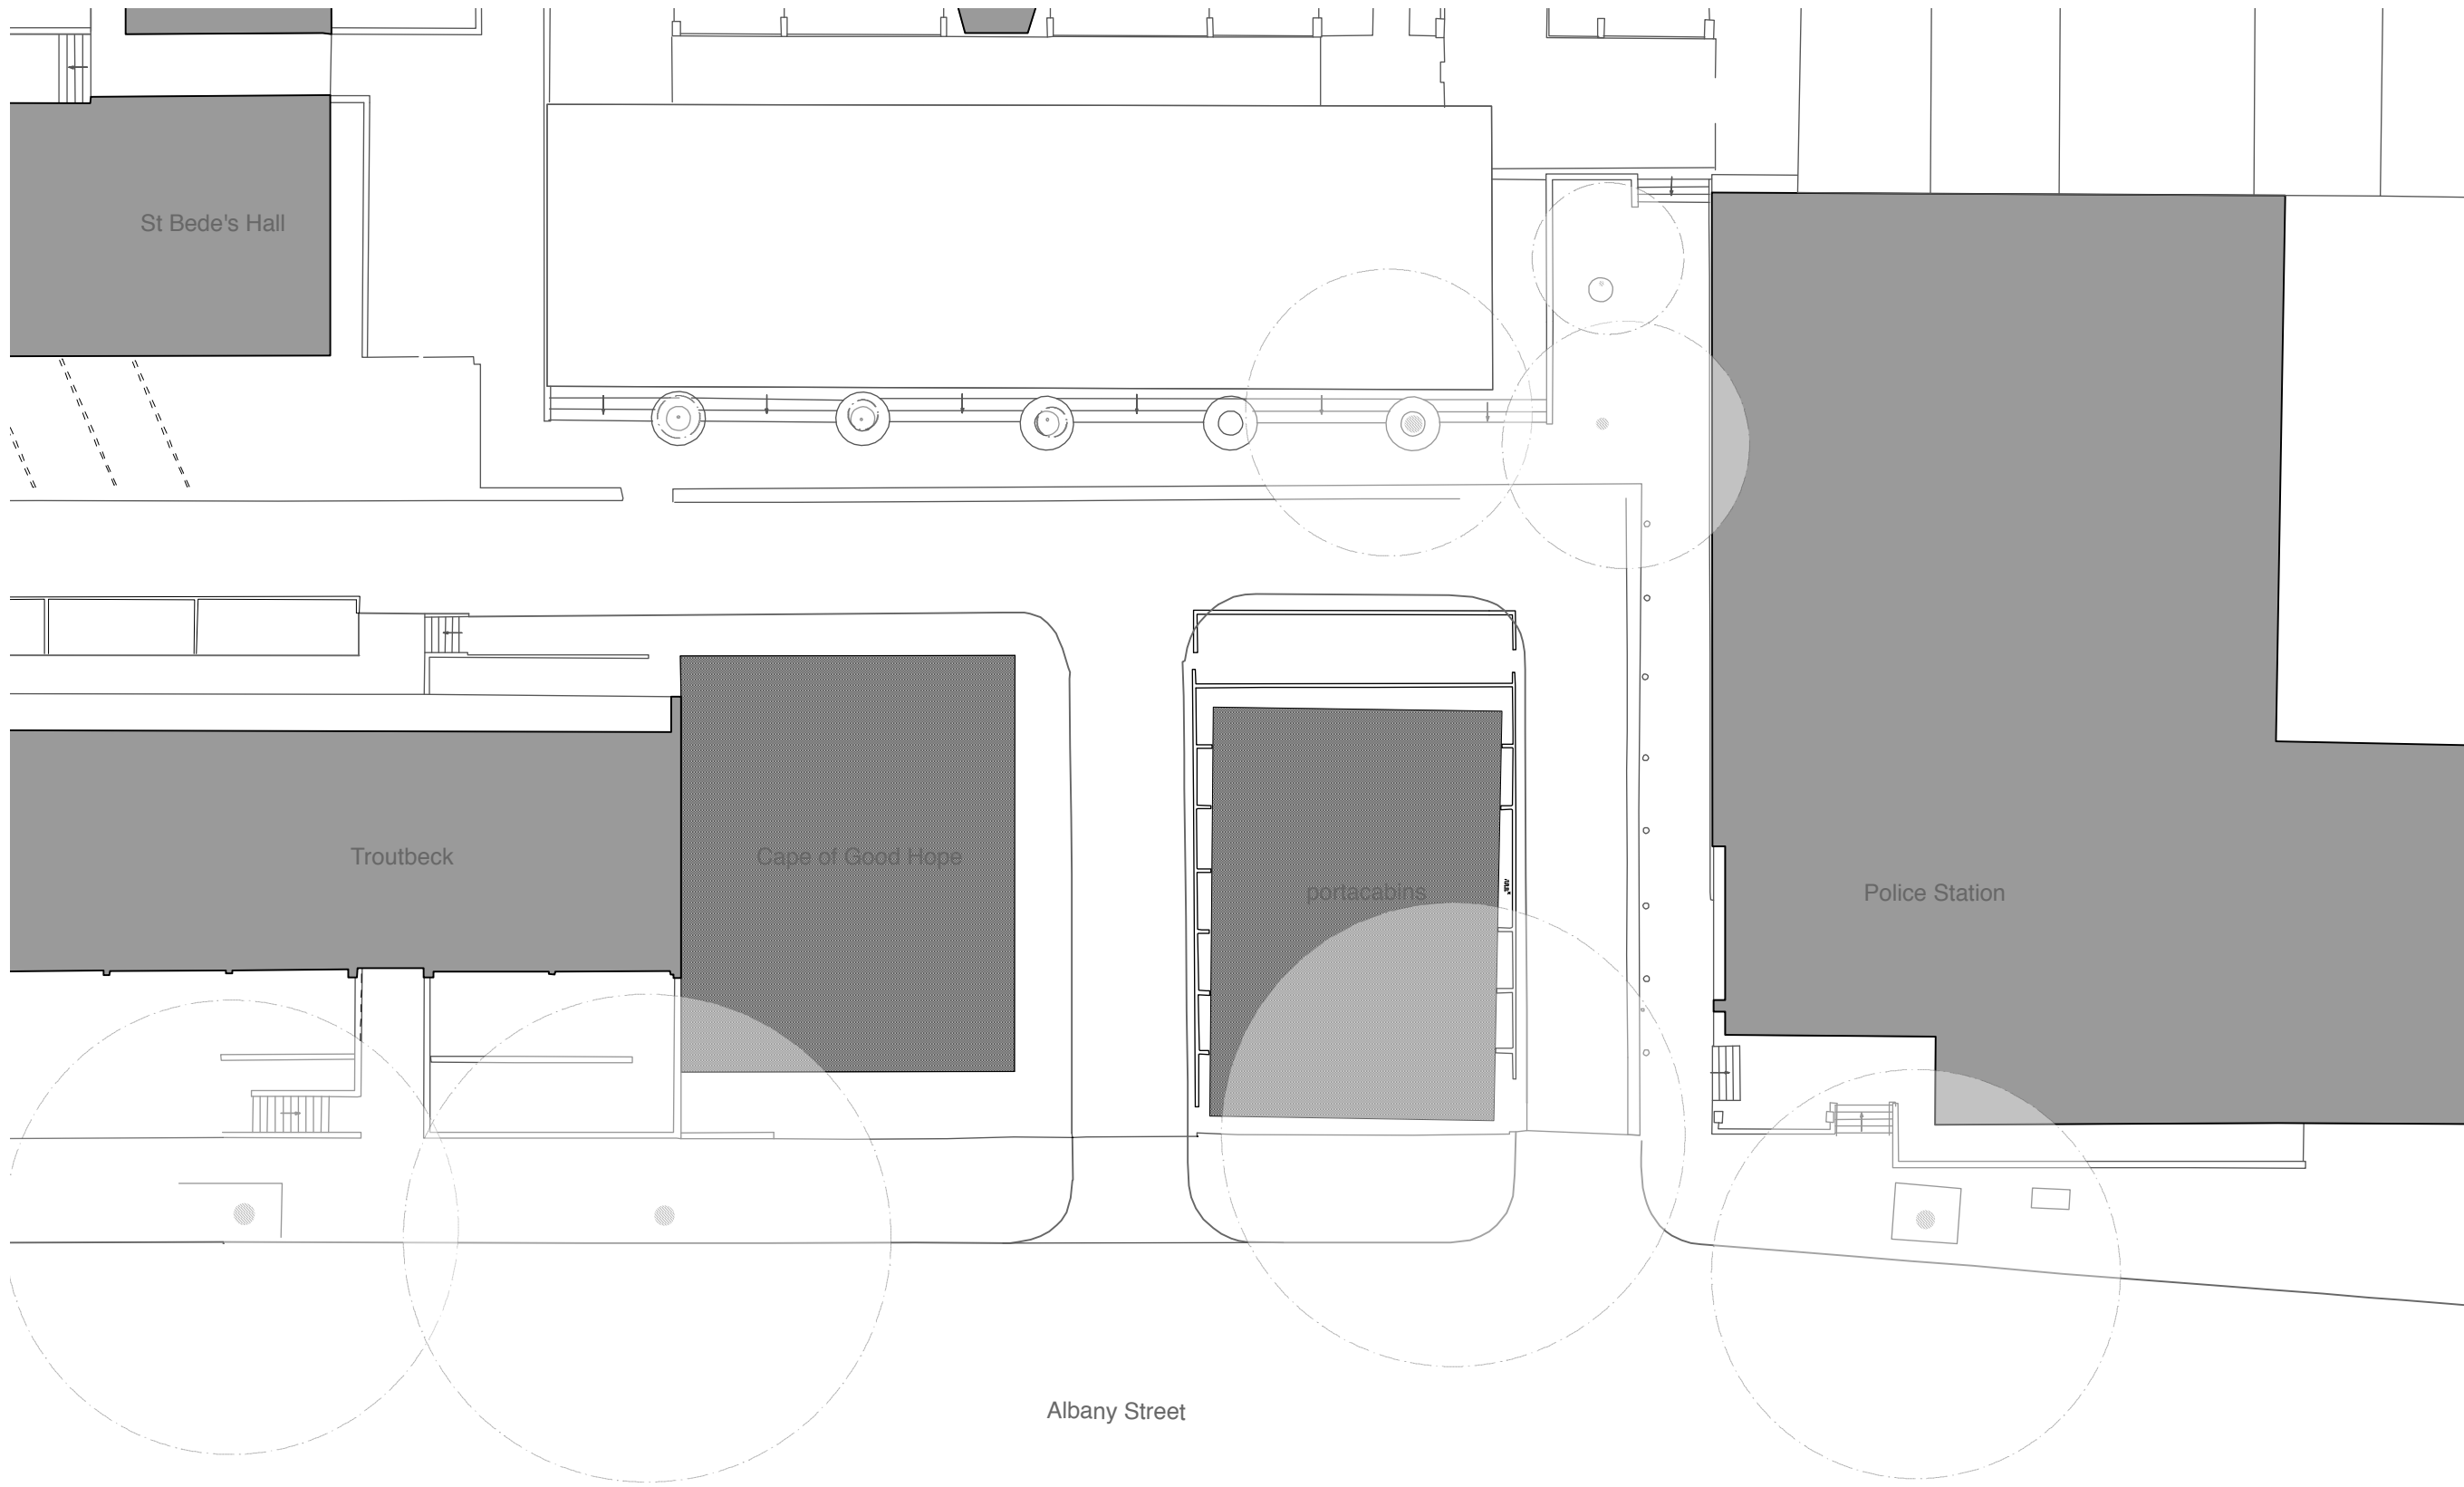 St Bede's Hall
Troutbeck
Cape of Good Hope
portacabins
Police Station
Albany Street